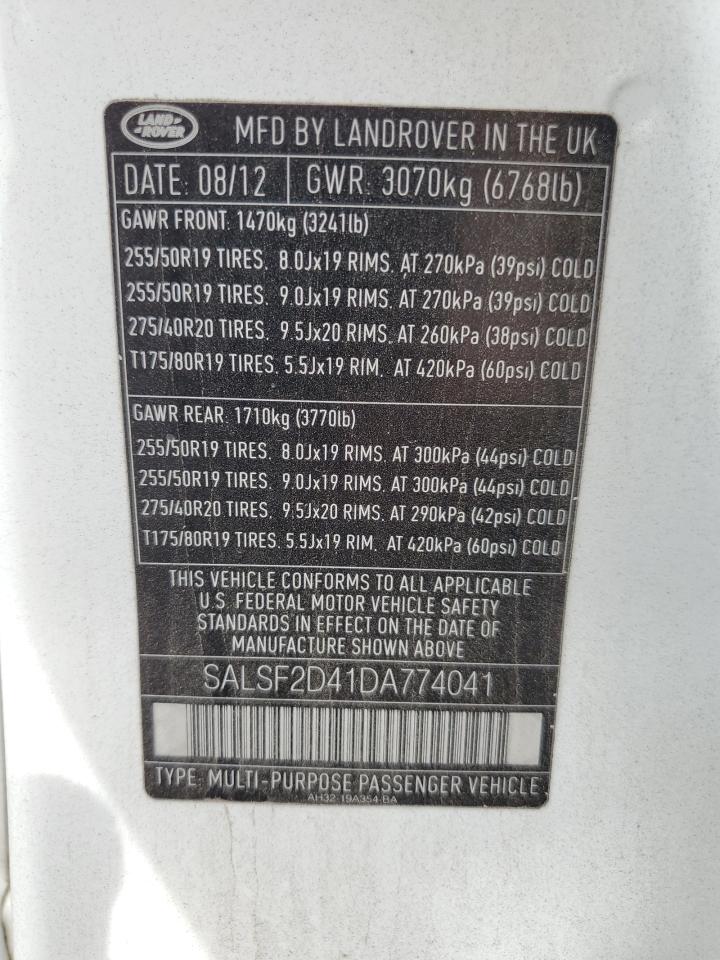 LAND ROVER
MFD BY LANDROVER IN THE UK
DATE: 08/12 GWR: 3070kg (6768lb)
GAWR FRONT: 1470kg (3241lb)
255/50R19 TIRES. 8.0Jx19 RIMS. AT 270kPa (39psi) COLD
255/50R19 TIRES. 9.0Jx19 RIMS. AT 270kPa (39psi) COLD
275/40R20 TIRES. 9.5Jx20 RIMS. AT 260kPa (38psi) COLD
T175/80R19 TIRES. 5.5Jx19 RIM. AT 420kPa (60psi) COLD
GAWR REAR: 1710kg (3770lb)
255/50R19 TIRES. 8.0Jx19 RIMS. AT 300kPa (44psi) COLD
255/50R19 TIRES. 9.0Jx19 RIMS. AT 300kPa (44psi) COLD
275/40R20 TIRES. 9.5Jx20 RIMS. AT 290kPa (42psi) COLD
T175/80R19 TIRES. 5.5Jx19 RIM. AT 420kPa (60psi) COLD
THIS VEHICLE CONFORMS TO ALL APPLICABLE
U.S. FEDERAL MOTOR VEHICLE SAFETY
STANDARDS IN EFFECT ON THE DATE OF
MANUFACTURE SHOWN ABOVE
SALSF2D41DA774041
TYPE: MULTI-PURPOSE PASSENGER VEHICLE
AH32-19A354-BA